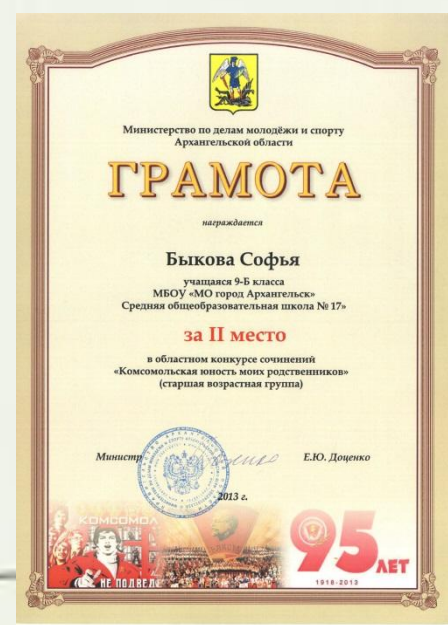 Министерство по делам молодёжи и спорту
Архангельской области
ГРАМОТА
награждается
Быкова Софья
учащаяся 9-Б класса
МБОУ «МО город Архангельск»
Средняя общеобразовательная школа № 17»
за II место
в областном конкурсе сочинений
«Комсомольская юность моих родственников»
(старшая возрастная группа)
Министр Е.Ю. Доценко
2013 г.
КОМСОМОЛ
НЕ ПОДВЕЛ
95 ЛЕТ
1918-2013